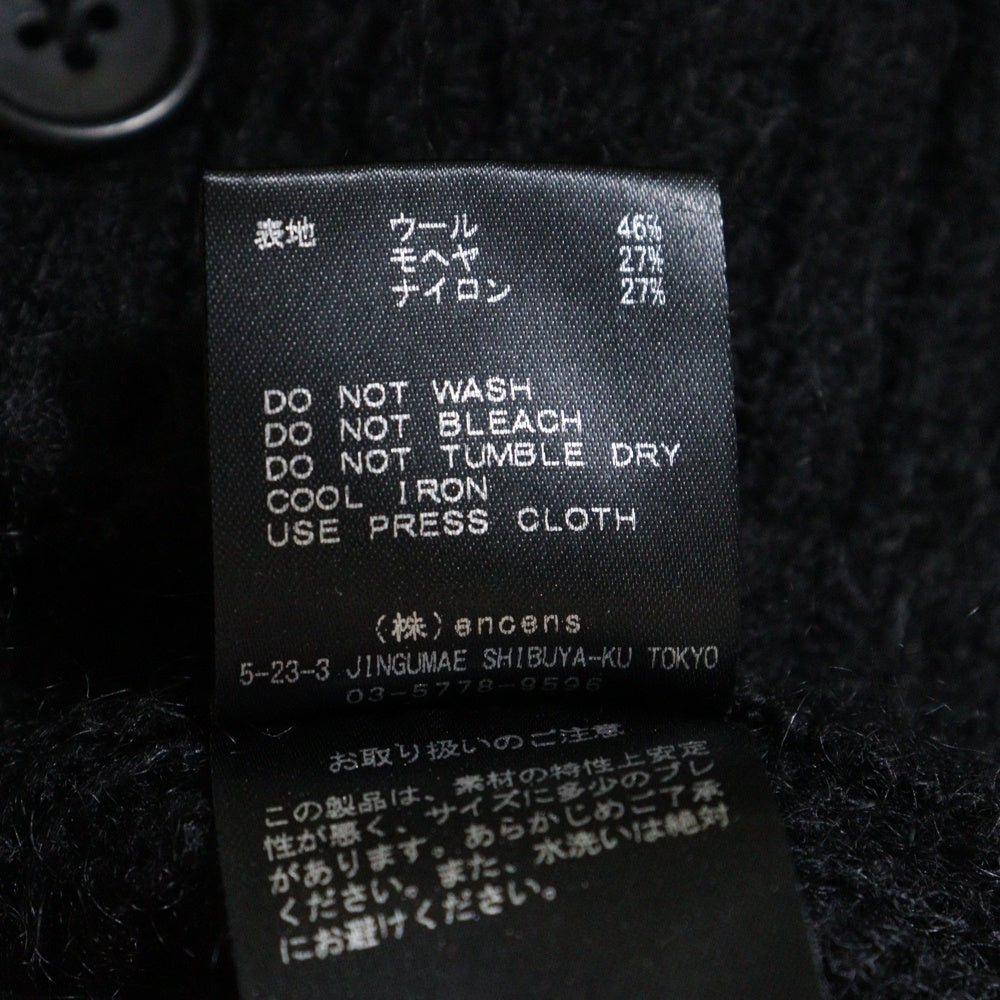 表地 ウール 46%
モヘヤ 27%
ナイロン 27%
DO NOT WASH
DO NOT BLEACH
DO NOT TUMBLE DRY
COOL IRON
USE PRESS CLOTH
(株)encens
5-23-3 JINGUMAE SHIBUYA-KU TOKYO
03-5778-9596
お取り扱いのご注意
この製品は、素材の特性上安定
性が悪く、サイズに多少のブレ
があります。あらかじめご了承
ください。また、水洗いは絶対
にお避けください。